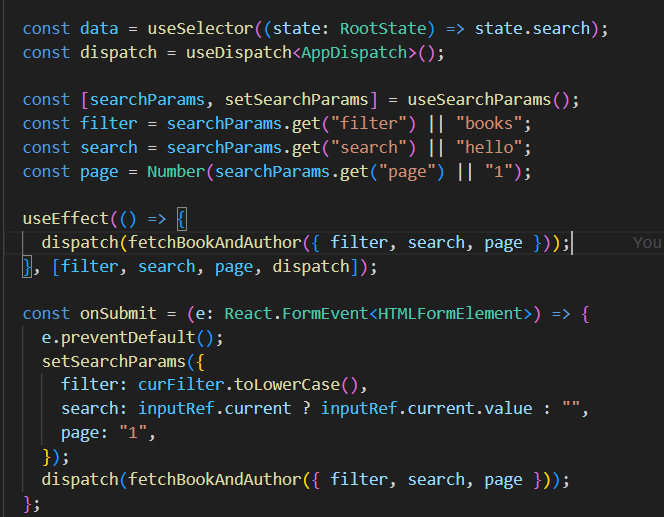 const data = useSelector((state: RootState) => state.search);
const dispatch = useDispatch<AppDispatch>();
const [searchParams, setSearchParams] = useSearchParams();
const filter = searchParams.get("filter") || "books";
const search = searchParams.get("search") || "hello";
const page = Number(searchParams.get("page") || "1");
useEffect(() => {
dispatch(fetchBookAndAuthor({ filter, search, page })); You
}, [filter, search, page, dispatch]);
const onSubmit = (e: React.FormEvent<HTMLFormElement>) => {
e.preventDefault();
setSearchParams({
filter: curFilter.toLowerCase(),
search: inputRef.current ? inputRef.current.value : "",
page: "1",
});
dispatch(fetchBookAndAuthor({ filter, search, page }));
};